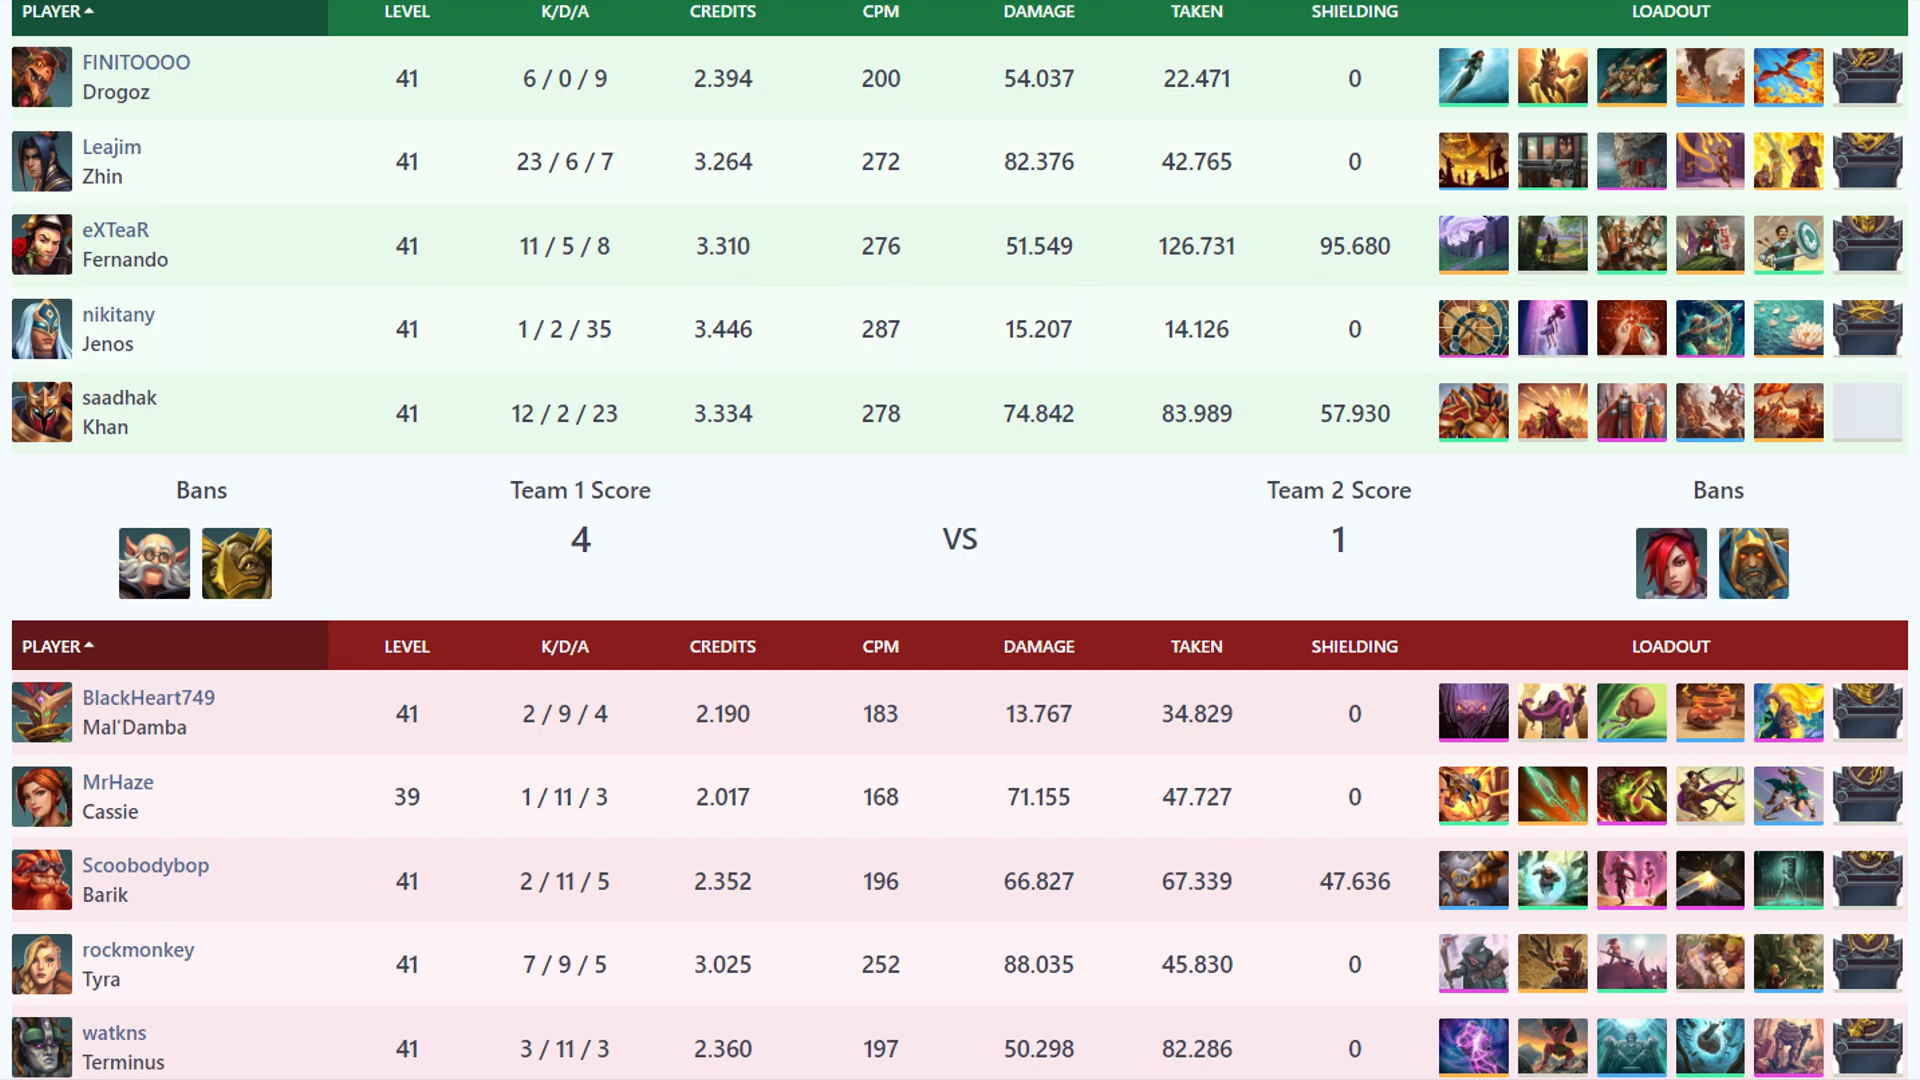 PLAYER LEVEL K/D/A CREDITS CPM DAMAGE TAKEN SHIELDING LOADOUT
FINITOOOO
Drogoz
41 6 / 0 / 9 2.394 200 54.037 22.471 0
Leajim
Zhin
41 23 / 6 / 7 3.264 272 82.376 42.765 0
eXTeaR
Fernando
41 11 / 5 / 8 3.310 276 51.549 126.731 95.680
nikitany
Jenos
41 1 / 2 / 35 3.446 287 15.207 14.126 0
saadhak
Khan
41 12 / 2 / 23 3.334 278 74.842 83.989 57.930
Bans Team 1 Score Team 2 Score Bans
4 VS 1
PLAYER LEVEL K/D/A CREDITS CPM DAMAGE TAKEN SHIELDING LOADOUT
BlackHeart749
Mal'Damba
41 2 / 9 / 4 2.190 183 13.767 34.829 0
MrHaze
Cassie
39 1 / 11 / 3 2.017 168 71.155 47.727 0
Scoobodybop
Barik
41 2 / 11 / 5 2.352 196 66.827 67.339 47.636
rockmonkey
Tyra
41 7 / 9 / 5 3.025 252 88.035 45.830 0
watkns
Terminus
41 3 / 11 / 3 2.360 197 50.298 82.286 0